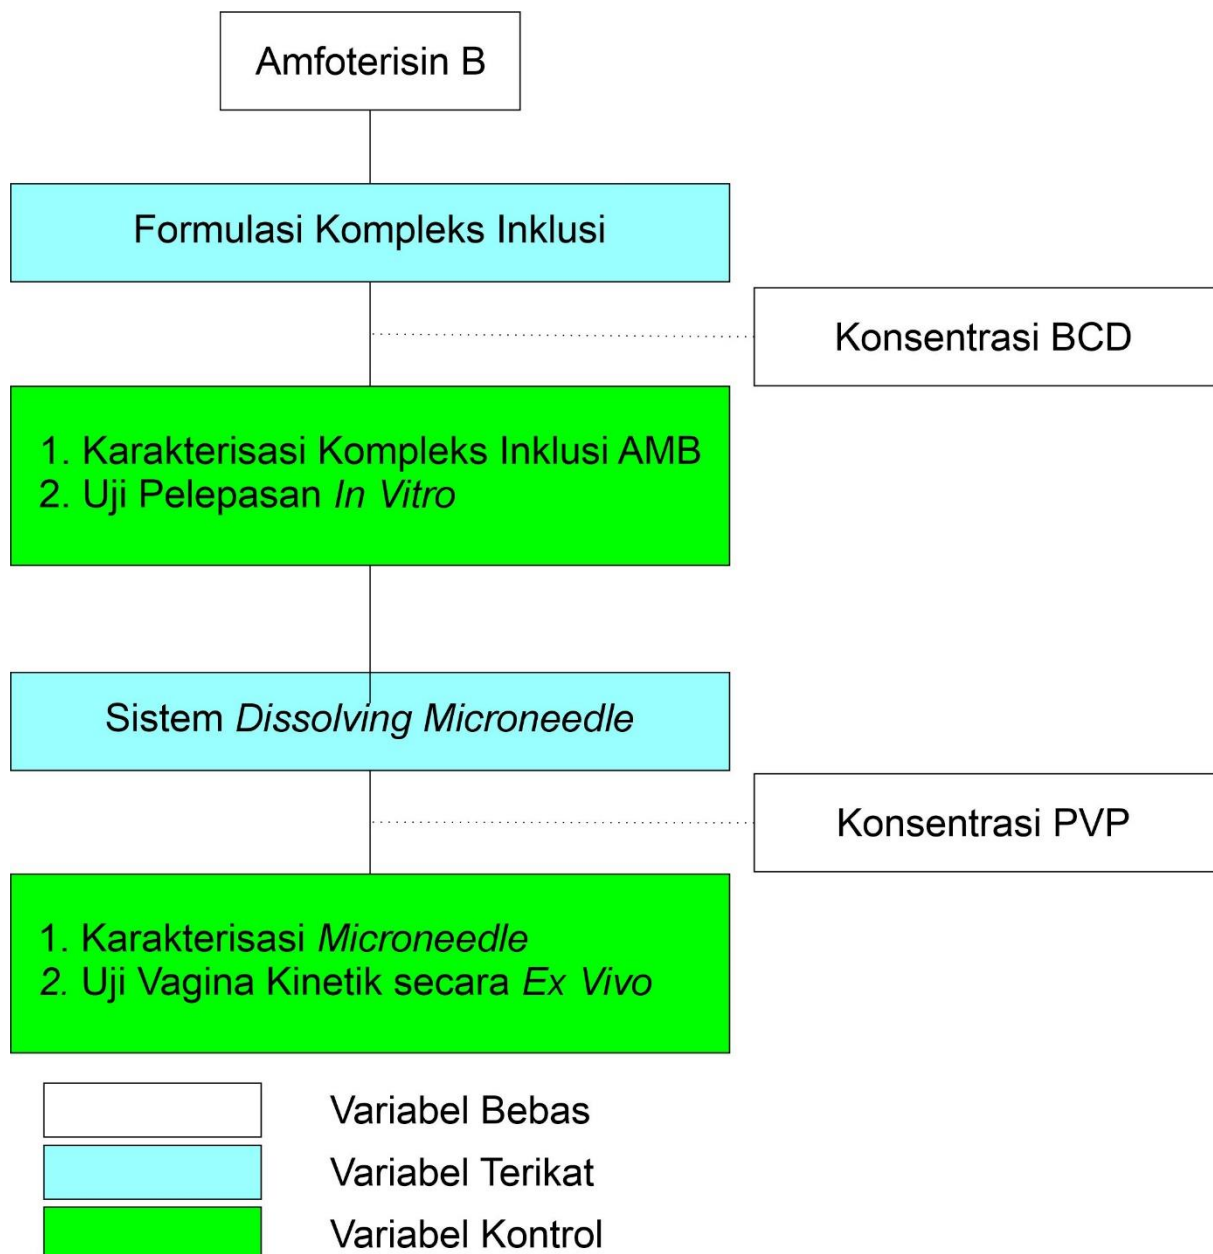 Amfoterisin B
Formulasi Kompleks Inklusi
Konsentrasi BCD
1. Karakterisasi Kompleks Inklusi AMB
2. Uji Pelepasan In Vitro
Sistem Dissolving Microneedle
Konsentrasi PVP
1. Karakterisasi Microneedle
2. Uji Vagina Kinetik secara Ex Vivo
Variabel Bebas
Variabel Terikat
Variabel Kontrol